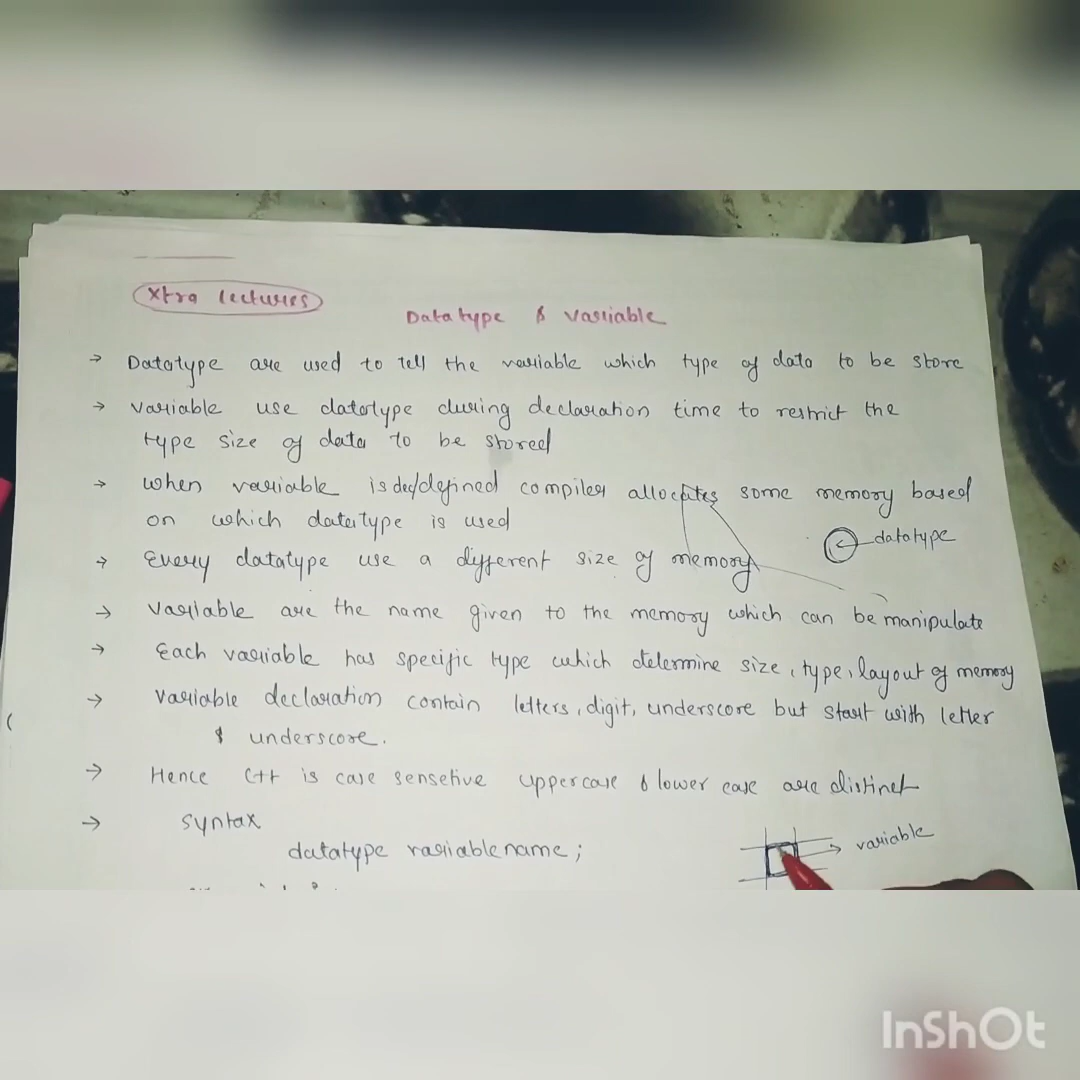 Xtra lectures
Datatype & variable
→ Datatype are used to tell the variable which type of data to be store
→ variable use datatype during declaration time to restrict the
type size of data to be stored
→ when variable is dec/defined compiler allocates some memory based
on which datatype is used
datatype
→ Every datatype use a different size of memory
→ variable are the name given to the memory which can be manipulate
→ Each variable has specific type which determine size, type, layout of memory
→ variable declaration contain letters, digit, underscore but start with letter
& underscore.
→ Hence C++ is case sensetive uppercase & lower case are distinct
→ syntax
variable
datatype variablename;
InShOt